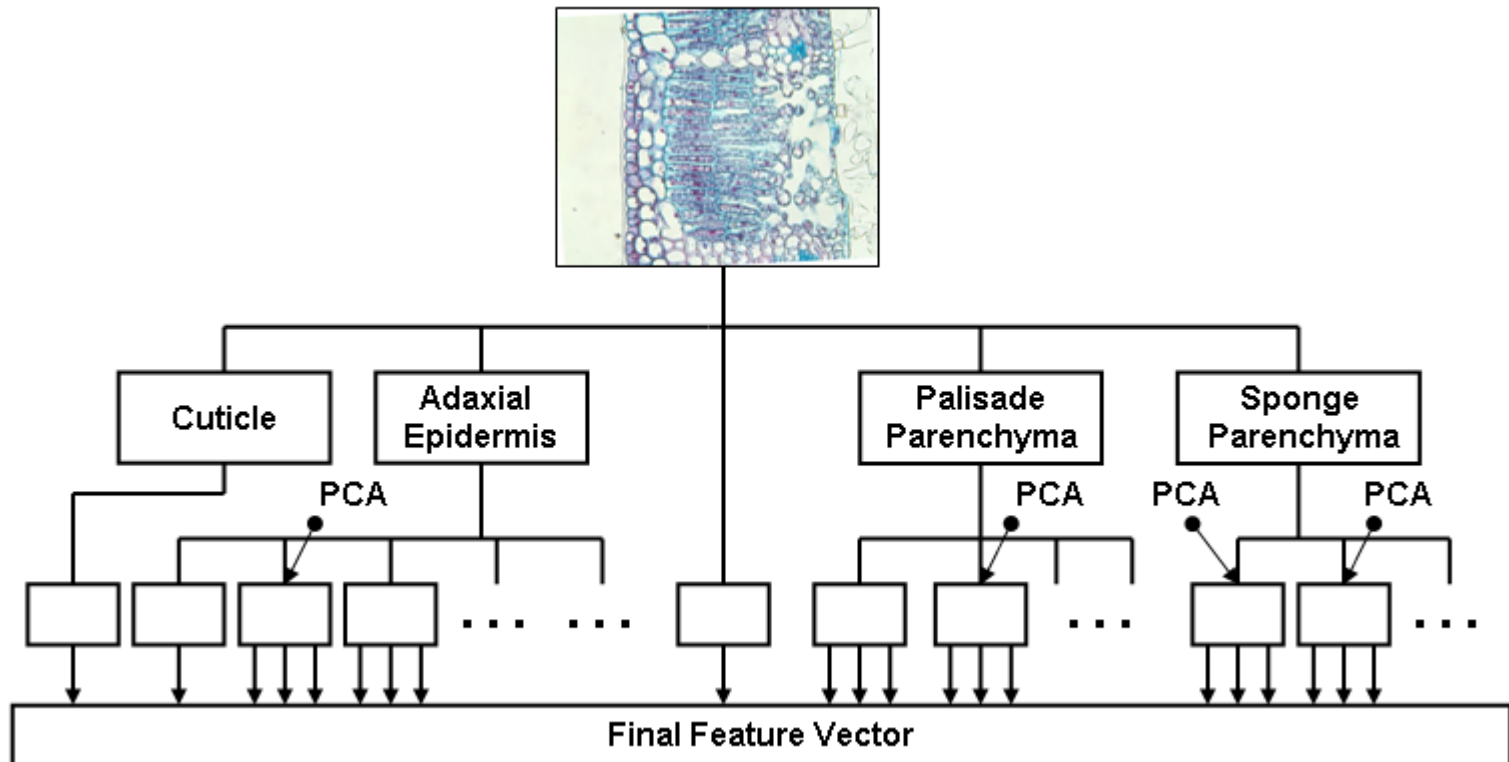 Cuticle
Adaxial
Epidermis
Palisade
Parenchyma
Sponge
Parenchyma
PCA
PCA
PCA
PCA
. . .
. . .
. . .
. . .
Final Feature Vector